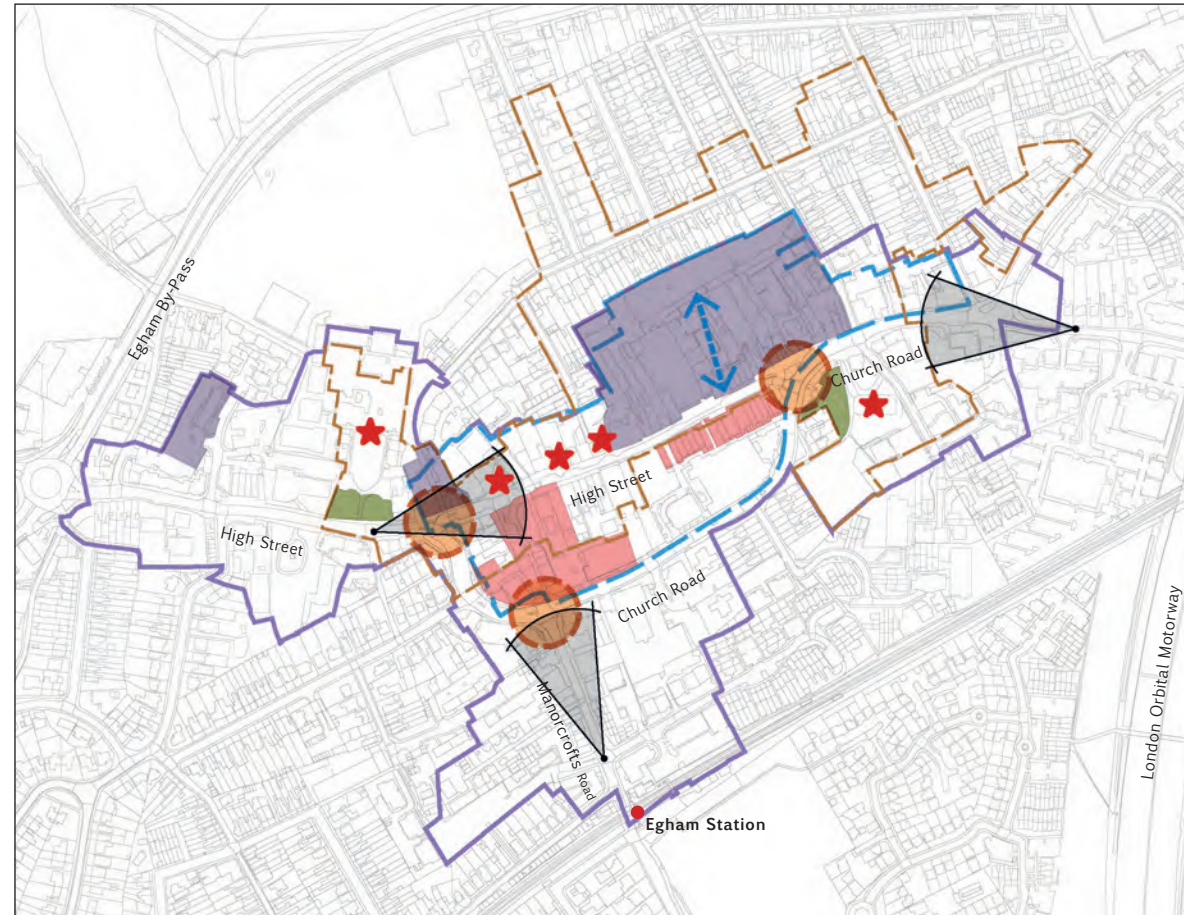 Egham By-Pass
Church Road
High Street
High Street
Church Road
Manorcrofts Road
London Orbital Motorway
Egham Station